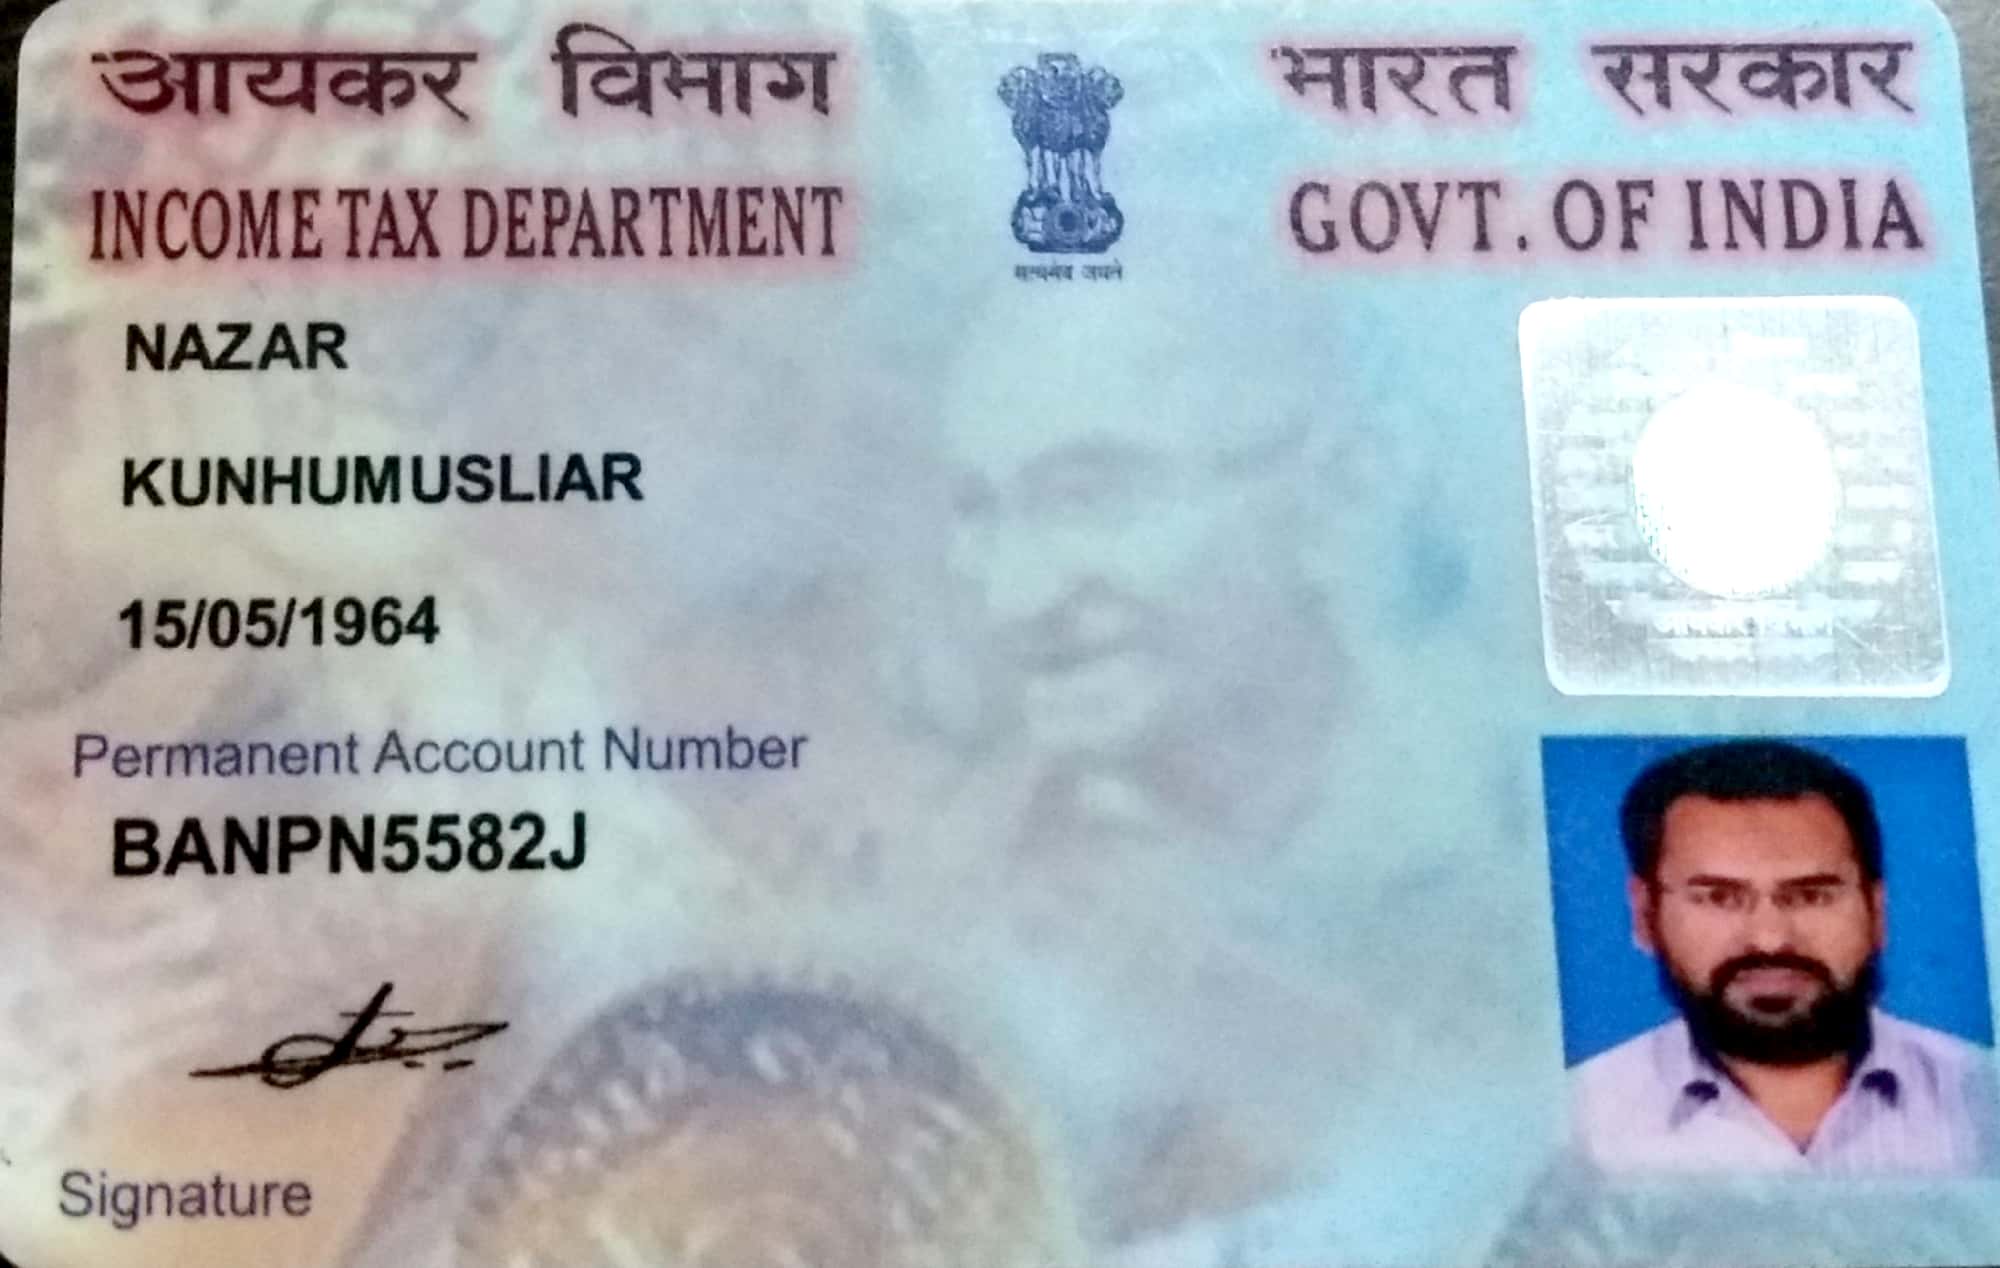 आयकर विभाग
INCOME TAX DEPARTMENT
भारत सरकार
GOVT. OF INDIA
सत्यमेव जयते
NAZAR
KUNHUMUSLIAR
15/05/1964
Permanent Account Number
BANPN5582J
Signature